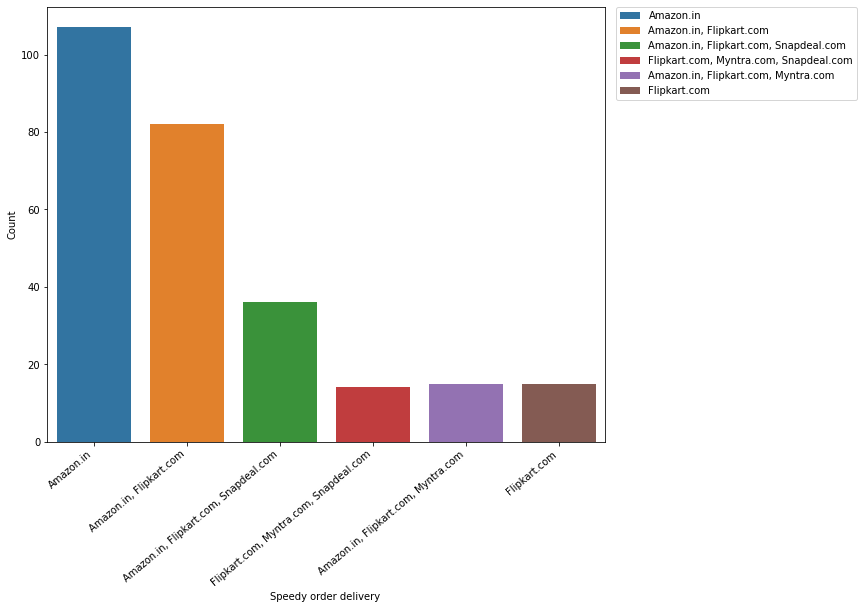 Count
100
80
60
40
20
0
Amazon.in
Amazon.in, Flipkart.com
Amazon.in, Flipkart.com, Snapdeal.com
Flipkart.com, Myntra.com, Snapdeal.com
Amazon.in, Flipkart.com, Myntra.com
Flipkart.com
Speedy order delivery
Amazon.in
Amazon.in, Flipkart.com
Amazon.in, Flipkart.com, Snapdeal.com
Flipkart.com, Myntra.com, Snapdeal.com
Amazon.in, Flipkart.com, Myntra.com
Flipkart.com